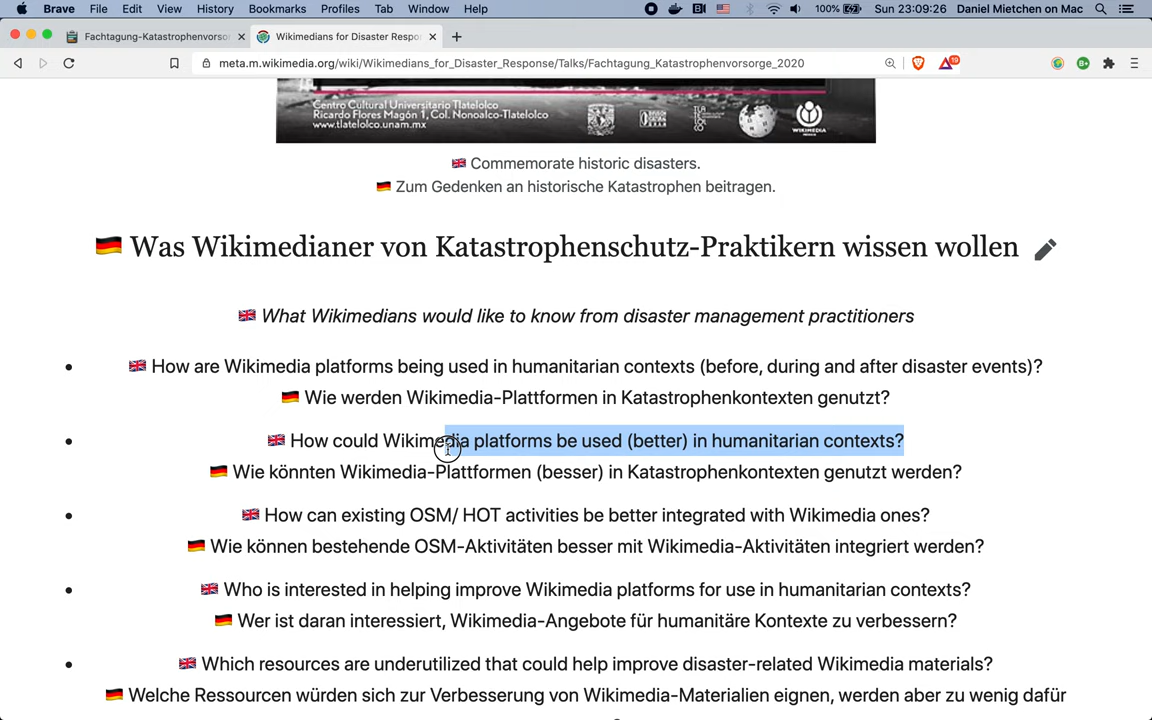 Brave File Edit View History Bookmarks Profiles Tab Window Help 100% Sun 23:09:26 Daniel Mietchen on Mac
Fachtagung-Katastrophenvorso Wikimedians for Disaster Respo
meta.m.wikimedia.org/wiki/Wikimedians_for_Disaster_Response/Talks/Fachtagung_Katastrophenvorsorge_2020 19
Centro Cultural Universitario Tlatelolco
Ricardo Flores Magón 1, Col. Nonoalco-Tlatelolco
www.tlatelolco.unam.mx
WIKIMEDIA
Commemorate historic disasters.
Zum Gedenken an historische Katastrophen beitragen.
Was Wikimedianer von Katastrophenschutz-Praktikern wissen wollen
What Wikimedians would like to know from disaster management practitioners
How are Wikimedia platforms being used in humanitarian contexts (before, during and after disaster events)?
Wie werden Wikimedia-Plattformen in Katastrophenkontexten genutzt?
How could Wikimedia platforms be used (better) in humanitarian contexts?
Wie könnten Wikimedia-Plattformen (besser) in Katastrophenkontexten genutzt werden?
How can existing OSM/ HOT activities be better integrated with Wikimedia ones?
Wie können bestehende OSM-Aktivitäten besser mit Wikimedia-Aktivitäten integriert werden?
Who is interested in helping improve Wikimedia platforms for use in humanitarian contexts?
Wer ist daran interessiert, Wikimedia-Angebote für humanitäre Kontexte zu verbessern?
Which resources are underutilized that could help improve disaster-related Wikimedia materials?
Welche Ressourcen würden sich zur Verbesserung von Wikimedia-Materialien eignen, werden aber zu wenig dafür